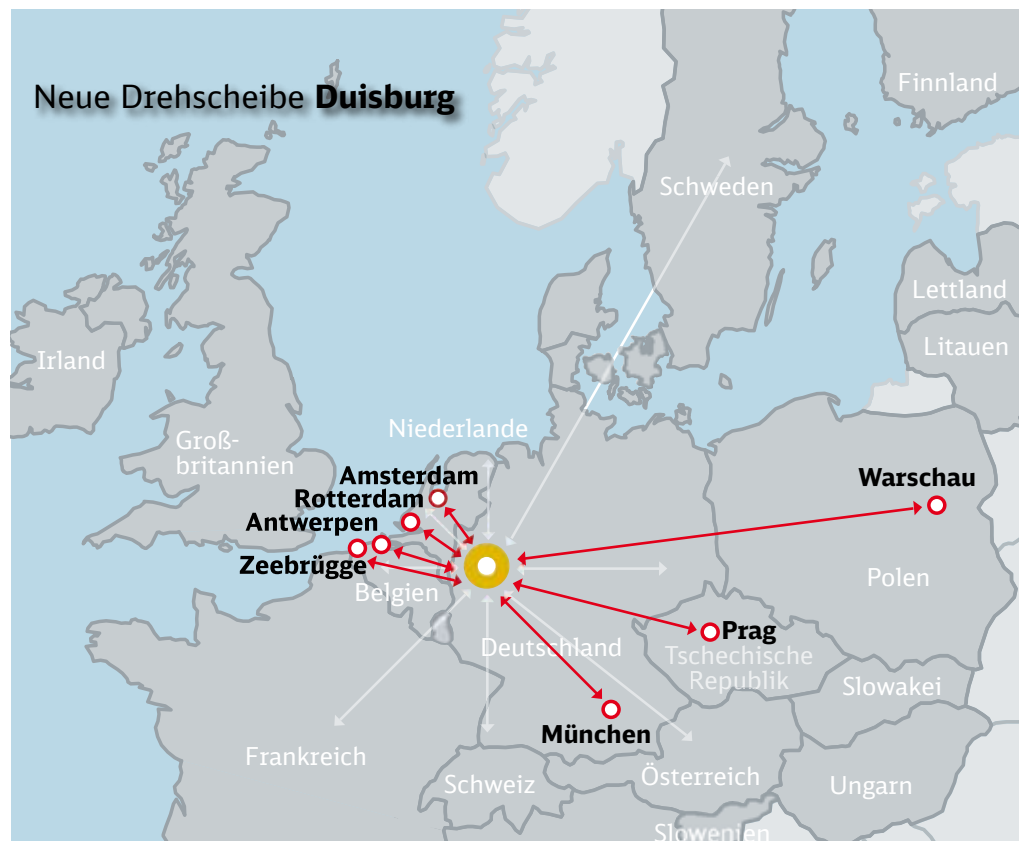 Neue Drehscheibe Duisburg
Finnland
Schweden
Lettland
Litauen
Irland
Groß-
britannien
Niederlande
Amsterdam
Rotterdam
Antwerpen
Zeebrügge
Belgien
Warschau
Polen
Prag
Tschechische
Republik
Deutschland
Slowakei
München
Frankreich
Schweiz
Österreich
Ungarn
Slowenien